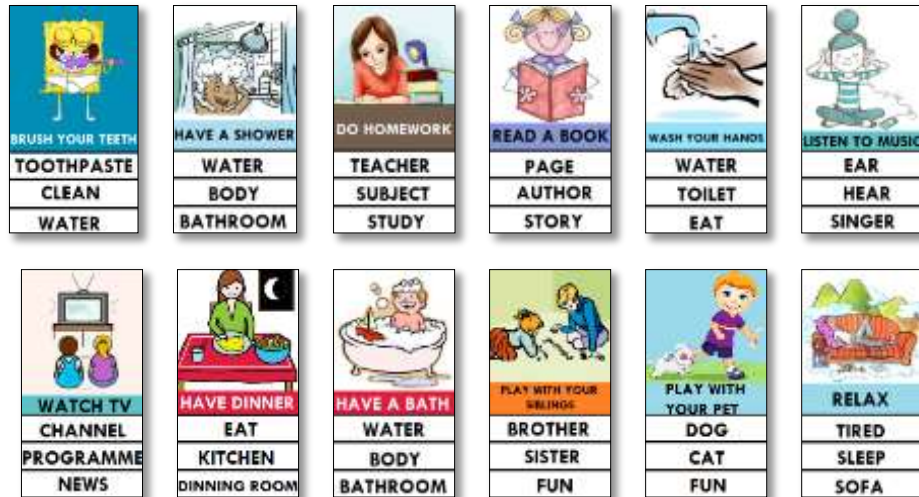 BRUSH YOUR TEETH
TOOTHPASTE
CLEAN
WATER
HAVE A SHOWER
WATER
BODY
BATHROOM
DO HOMEWORK
TEACHER
SUBJECT
STUDY
READ A BOOK
PAGE
AUTHOR
STORY
WASH YOUR HANDS
WATER
TOILET
EAT
LISTEN TO MUSIC
EAR
HEAR
SINGER
WATCH TV
CHANNEL
PROGRAMME
NEWS
HAVE DINNER
EAT
KITCHEN
DINNING ROOM
HAVE A BATH
WATER
BODY
BATHROOM
PLAY WITH YOUR
SIBLINGS
BROTHER
SISTER
FUN
PLAY WITH
YOUR PET
DOG
CAT
FUN
RELAX
TIRED
SLEEP
SOFA